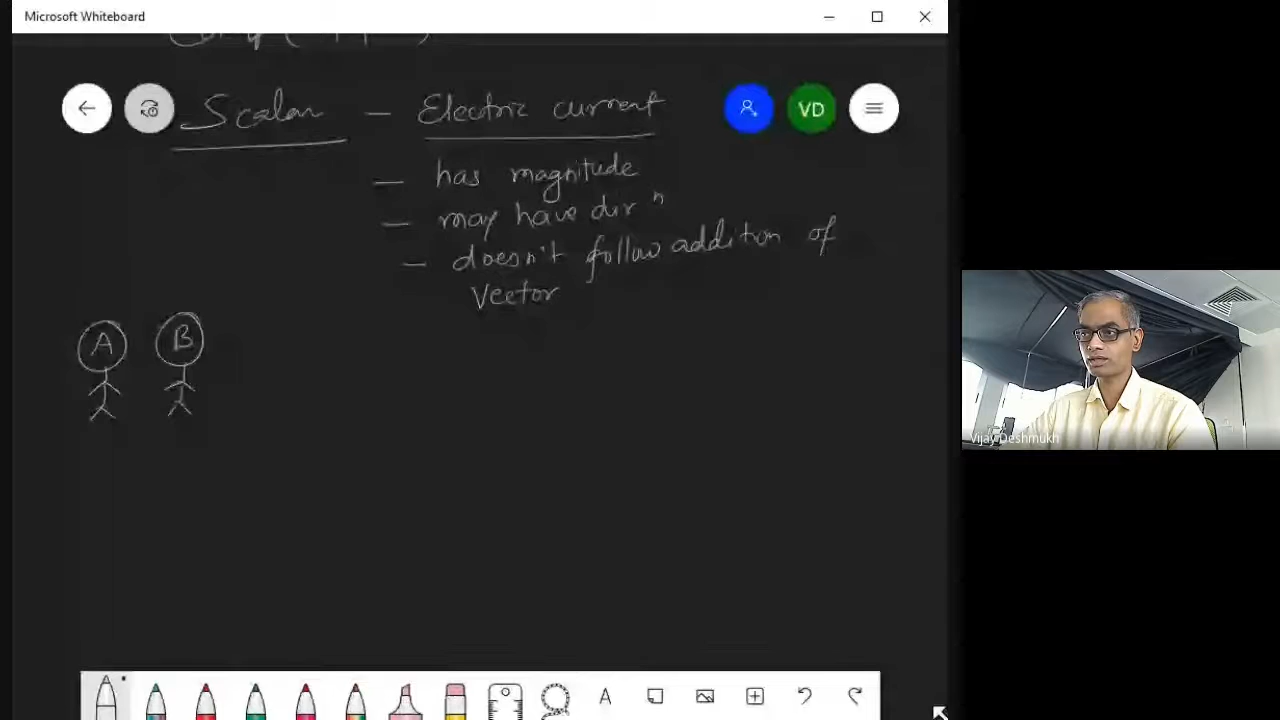 Microsoft Whiteboard
Scalar - Electric current
VD
- has magnitude
- may have dirⁿ
- doesn't follow addition of
Vector
A
B
Vijay Deshmukh
A